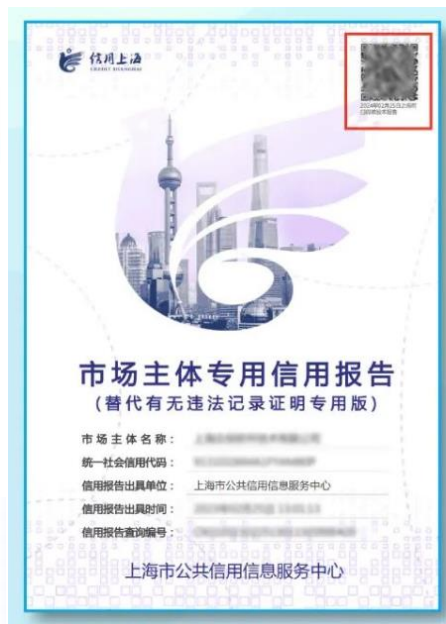 信用上海
CREDIT SHANGHAI
市场主体专用信用报告
(替代有无违法记录证明专用版)
市场主体名称：
统一社会信用代码：
信用报告出具单位： 上海市公共信用信息服务中心
信用报告出具时间：
信用报告查询编号：
上海市公共信用信息服务中心